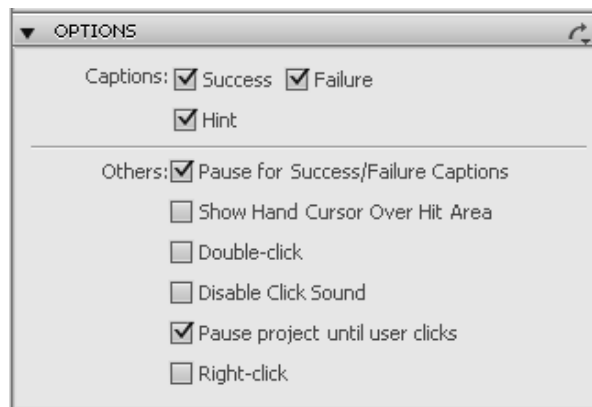 OPTIONS
Captions: Success Failure
Hint
Others: Pause for Success/Failure Captions
Show Hand Cursor Over Hit Area
Double-click
Disable Click Sound
Pause project until user clicks
Right-click